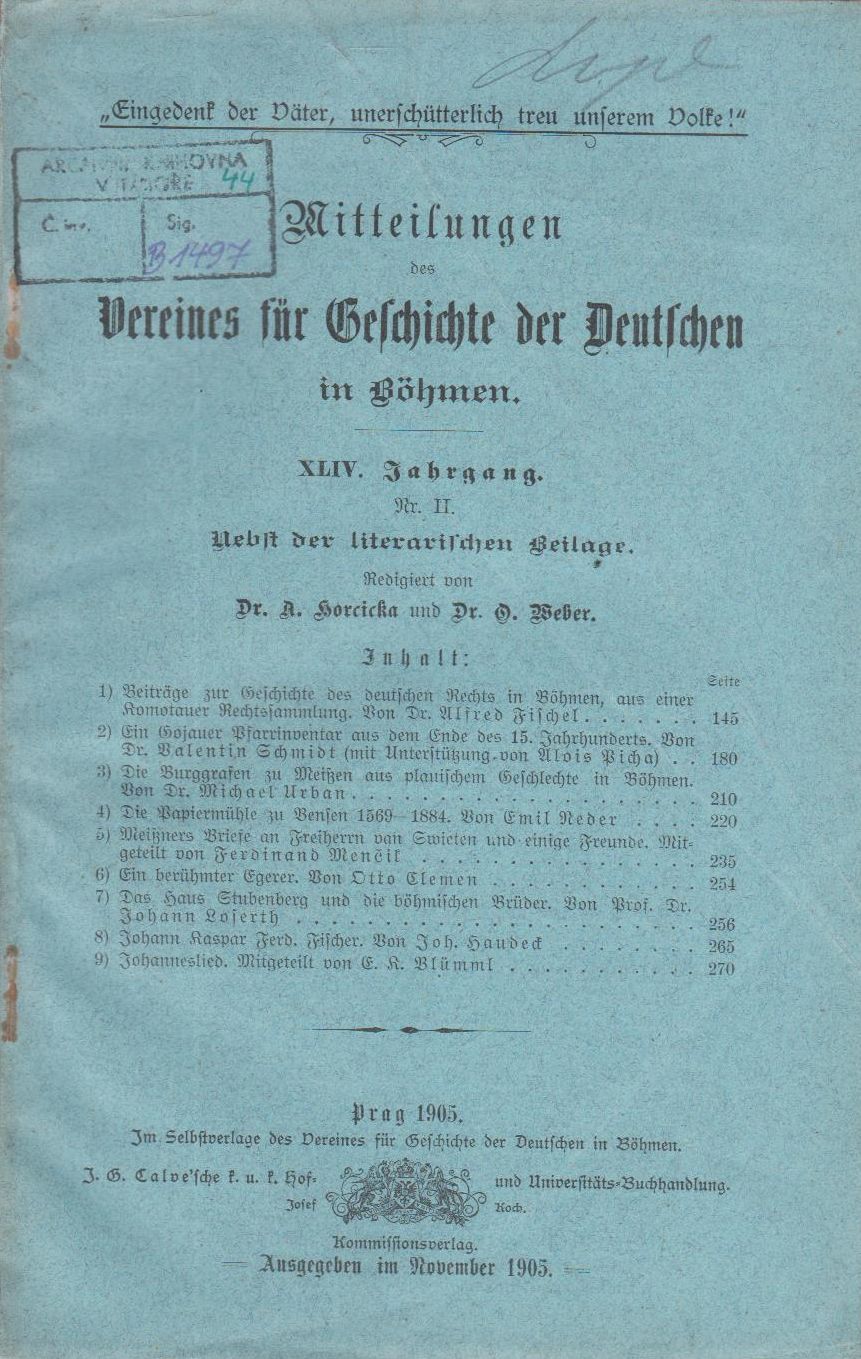 „Eingedenk der Väter, unerschütterlich treu unserem Volke!“
KNIHOVNA
V TÁBOŘE 44
Č. inv.
Sig.
B 1497
Mitteilungen
des
Vereines für Geschichte der Deutschen
in Böhmen.
XLIV. Jahrgang.
Nr. II.
Nebst der literarischen Beilage.
Redigiert von
Dr. A. Horcicka und Dr. O. Weber.
Inhalt:
Seite
1) Beiträge zur Geschichte des deutschen Rechts in Böhmen, aus einer
Komotauer Rechtssammlung. Von Dr. Alfred Fischel. . . . . . . . 145
2) Ein Gojauer Pfarrinventar aus dem Ende des 15. Jahrhunderts. Von
Dr. Valentin Schmidt (mit Unterstützung von Alois Picha) . . 180
3) Die Burggrafen zu Meißen aus plauischem Geschlechte in Böhmen.
Von Dr. Michael Urban . . . . . . . . . . . . . . . . . . 210
4) Die Papiermühle zu Bensen 1569—1884. Von Emil Neder . . . . 220
5) Meißners Briefe an Freiherrn van Swieten und einige Freunde. Mit-
geteilt von Ferdinand Menčik . . . . . . . . . . . . . . . 235
6) Ein berühmter Egerer. Von Otto Clemen . . . . . . . . . . . 254
7) Das Haus Stubenberg und die böhmischen Brüder. Von Prof. Dr.
Johann Loserth . . . . . . . . . . . . . . . . . . . . . 256
8) Johann Kaspar Ferd. Fischer. Von Joh. Haudeck . . . . . . . . 265
9) Johanneslied. Mitgeteilt von E. K. Blümml . . . . . . . . . . . 270
Prag 1905.
Im Selbstverlage des Vereines für Geschichte der Deutschen in Böhmen.
J. G. Calve'sche k. u. k. Hof- und Universitäts-Buchhandlung.
Josef Koch.
Kommissionsverlag.
Ausgegeben im November 1905.